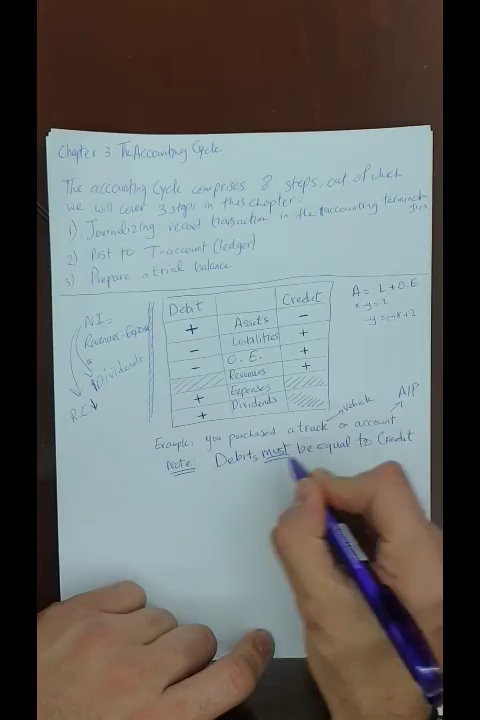 Chapter 3 The Accounting Cycle
The accounting cycle comprises 8 steps, out of which
we will cover 3 steps in this chapter:
1) Journalizing: record transaction in the accounting terminologies
2) Post to T-account (ledger)
3) Prepare a trial balance
Debit Credit
+ Assets -
- Liabilities +
- O.E. +
Revenues +
+ Expenses
+ Dividends
NI =
Revenues - Expenses
Dividends
R.E ↓
A = L + O.E
x - y = 2
-y = -x + 2
Example: you purchased a truck on account.
vehicle
A/P
Note: Debits must be equal to Credit